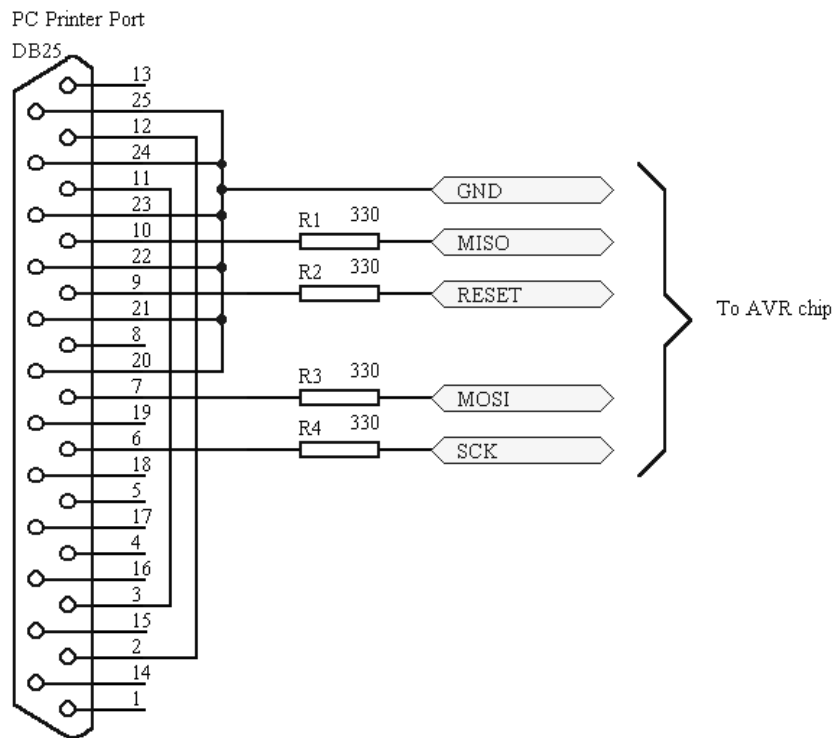 PC Printer Port
DB25
13
25
12
24
11
23
10
22
9
21
8
20
7
19
6
18
5
17
4
16
3
15
2
14
1
R1 330
R2 330
R3 330
R4 330
GND
MISO
RESET
MOSI
SCK
To AVR chip